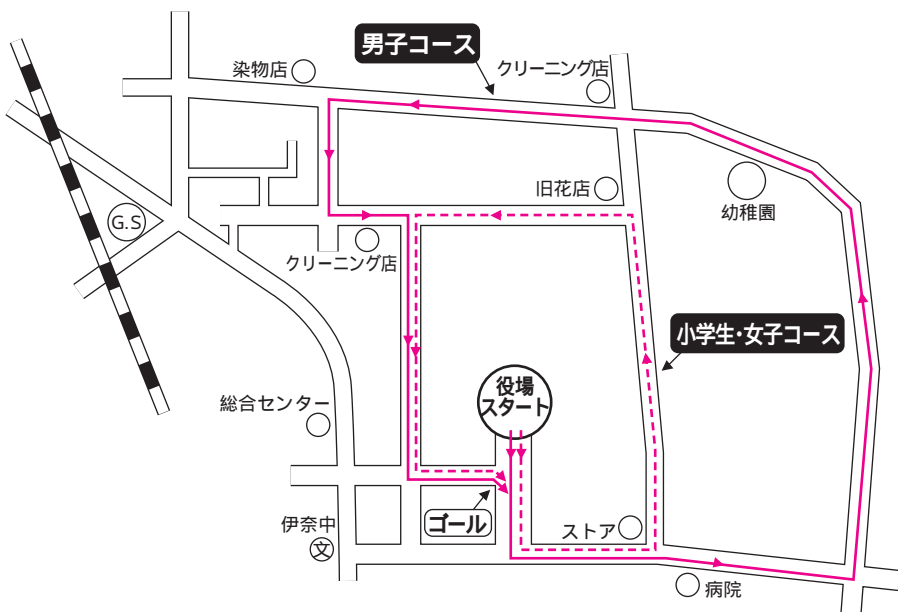 男子コース
染物店
クリーニング店
旧花店
幼稚園
G.S
クリーニング店
小学生・女子コース
役場
スタート
総合センター
ゴール
伊奈中
文
ストア
病院